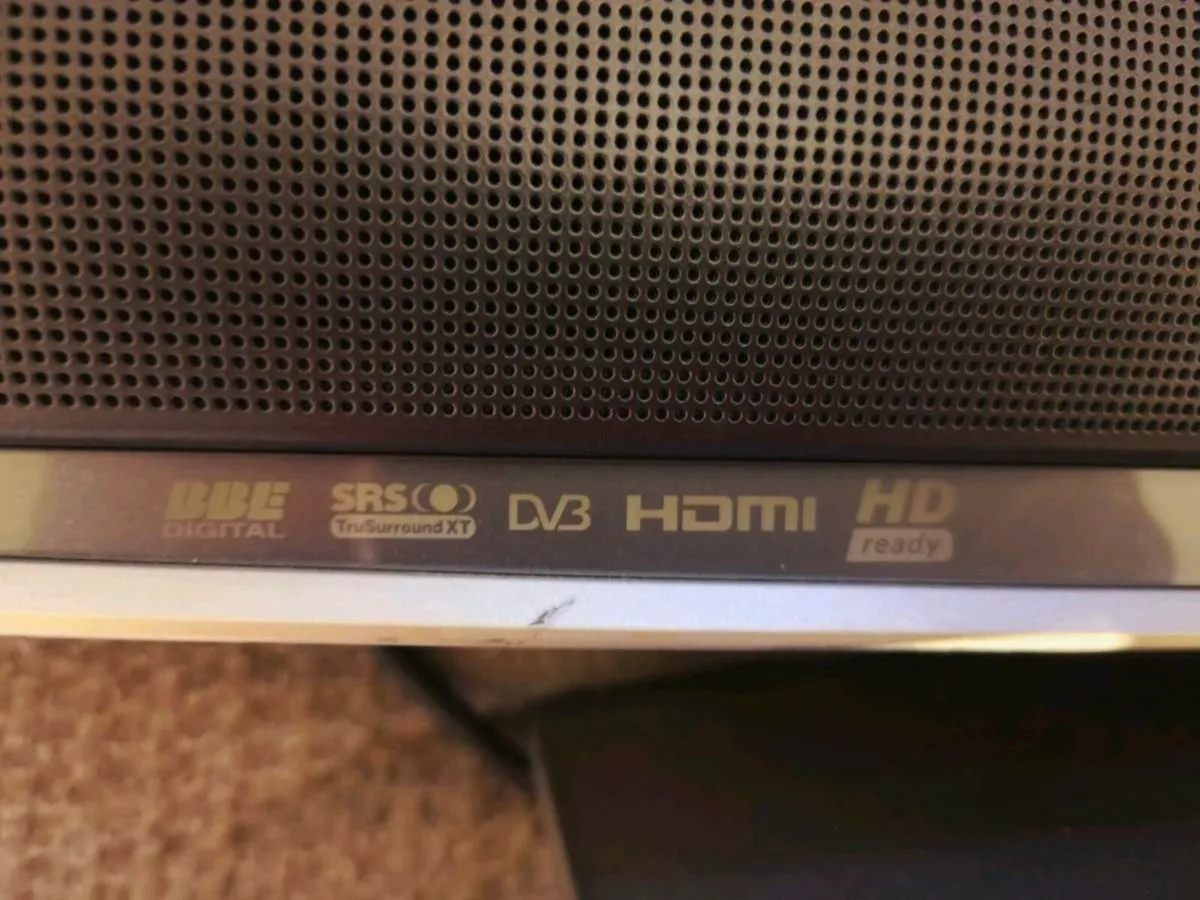 BBE
DIGITAL
SRS
TruSurround XT
DVB
HDMI
HD
ready